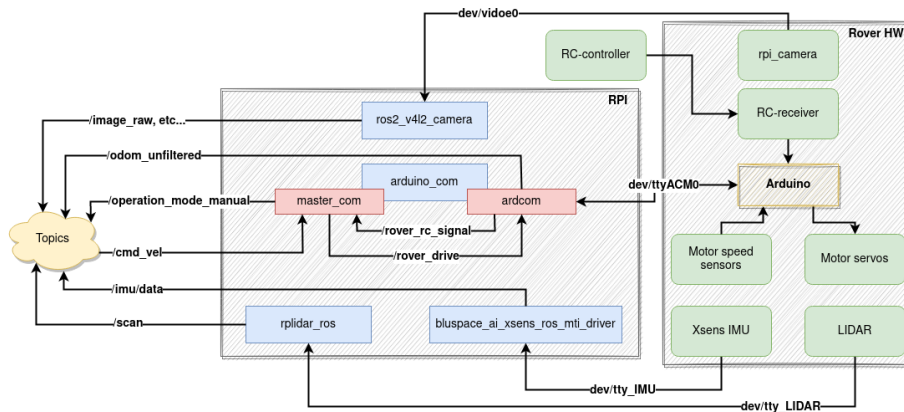 dev/vidoe0
Rover HW
RC-controller
rpi_camera
RPI
ros2_v4l2_camera
RC-receiver
/image_raw, etc...
/odom_unfiltered
arduino_com
dev/ttyACM0
Arduino
/operation_mode_manual
master_com
ardcom
/rover_rc_signal
Topics
/cmd_vel
/rover_drive
Motor speed
sensors
Motor servos
/imu/data
/scan
rplidar_ros
bluspace_ai_xsens_ros_mti_driver
Xsens IMU
LIDAR
dev/tty_IMU
dev/tty_LIDAR